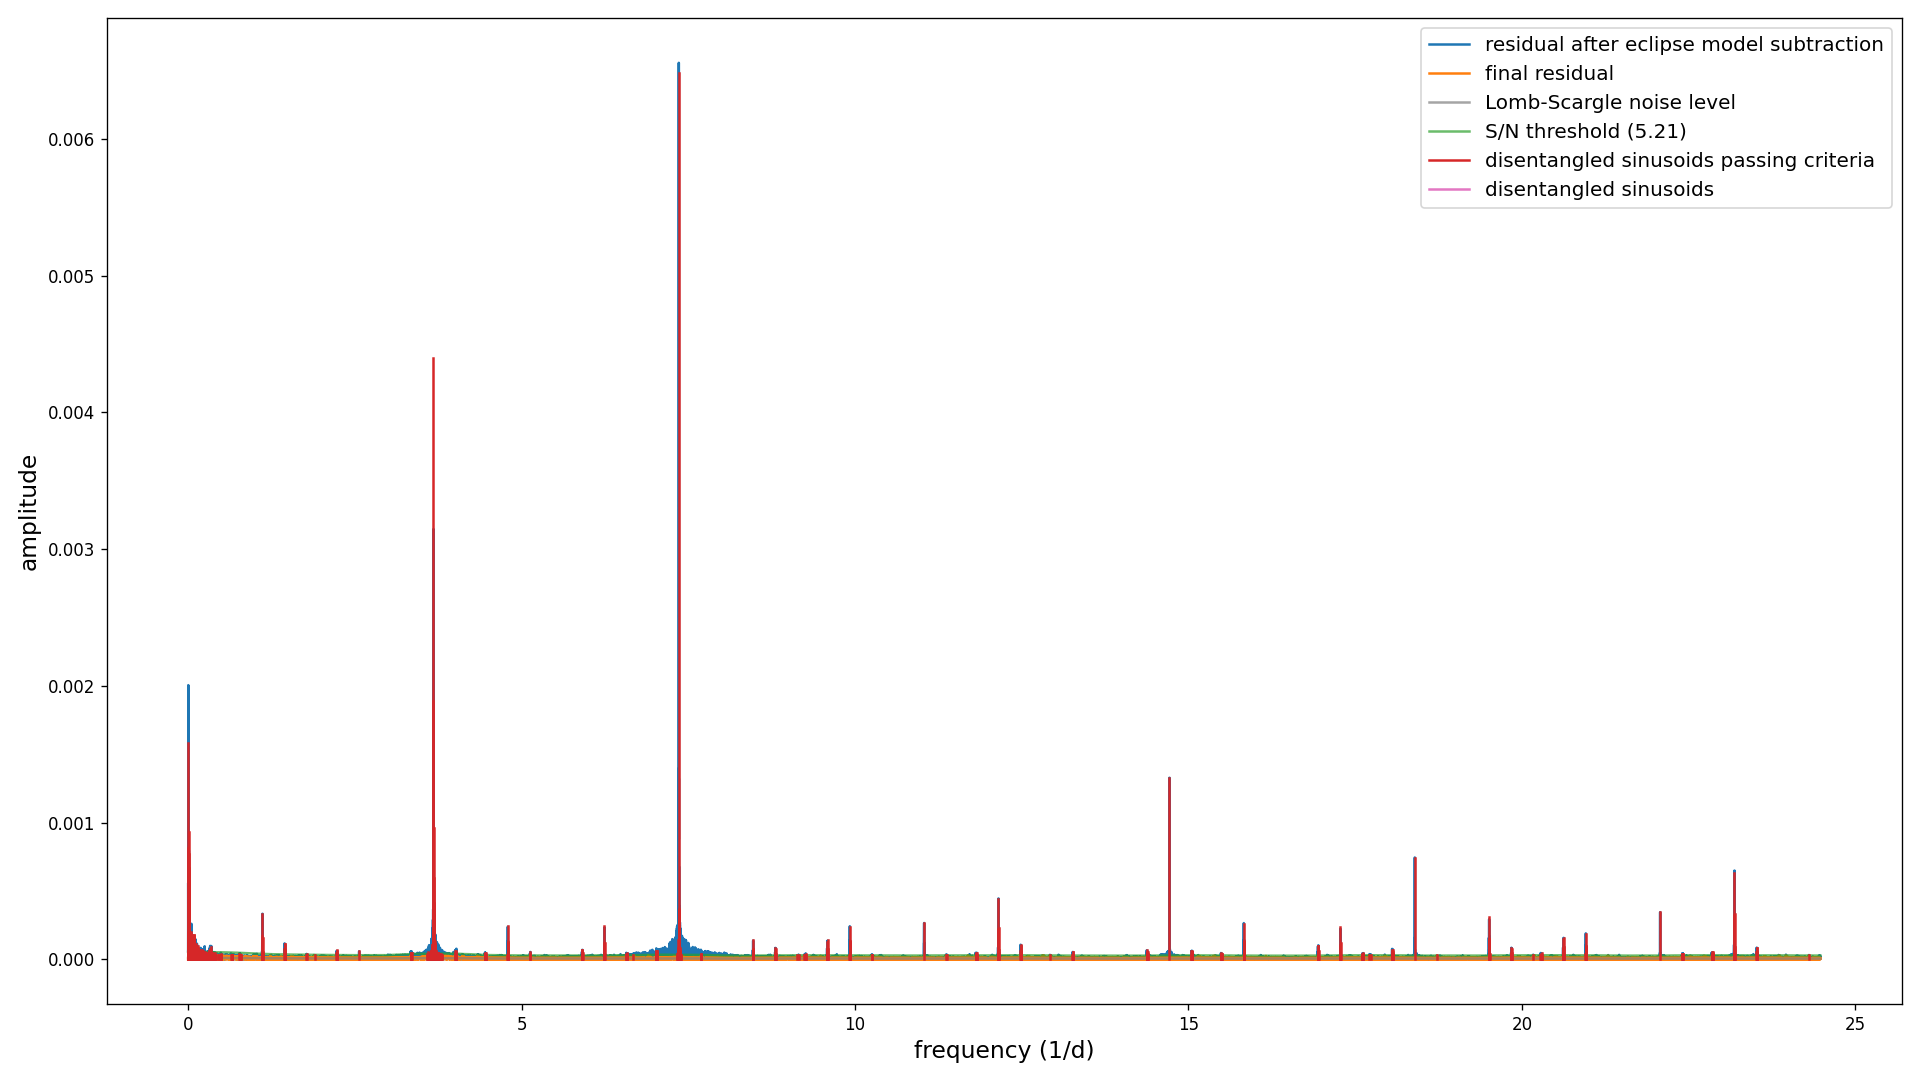 residual after eclipse model subtraction
final residual
Lomb-Scargle noise level
S/N threshold (5.21)
disentangled sinusoids passing criteria
disentangled sinusoids
amplitude
0.006
0.005
0.004
0.003
0.002
0.001
0.000
0 5 10 15 20 25
frequency (1/d)